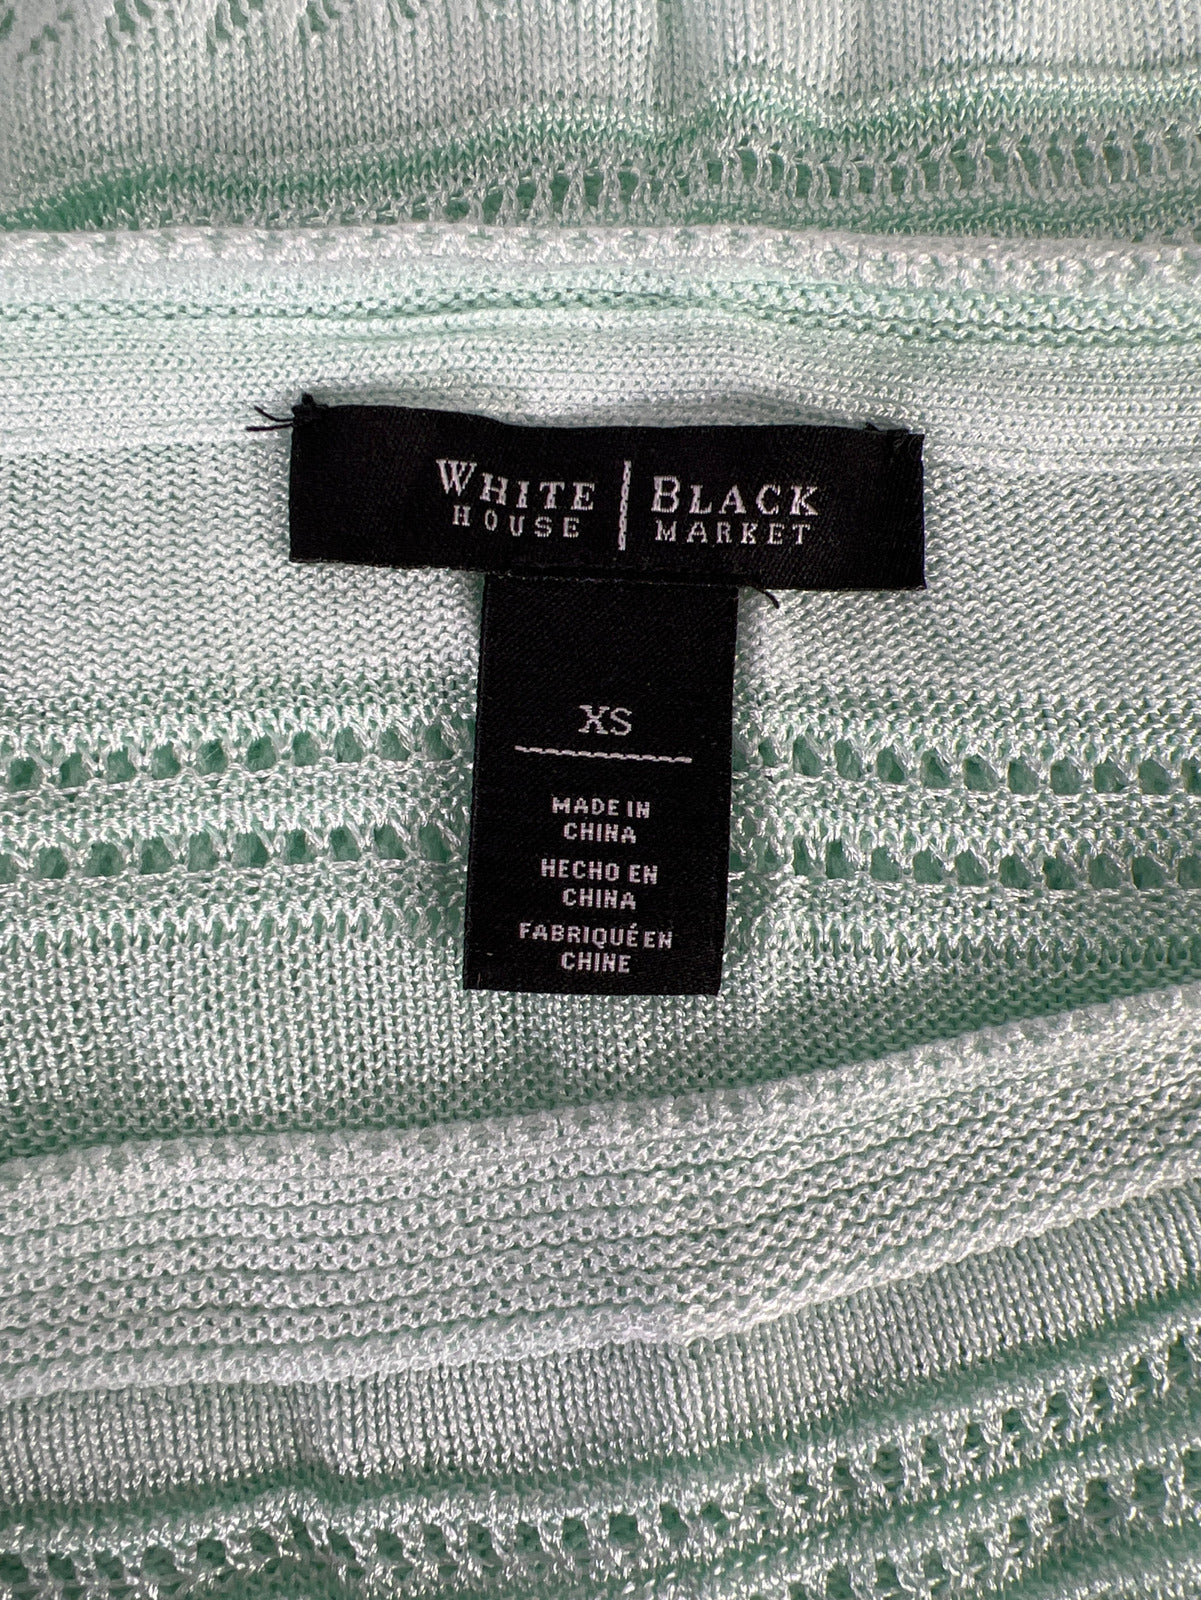 WHITE | BLACK
HOUSE | MARKET
XS
MADE IN
CHINA
HECHO EN
CHINA
FABRIQUÉ EN
CHINE